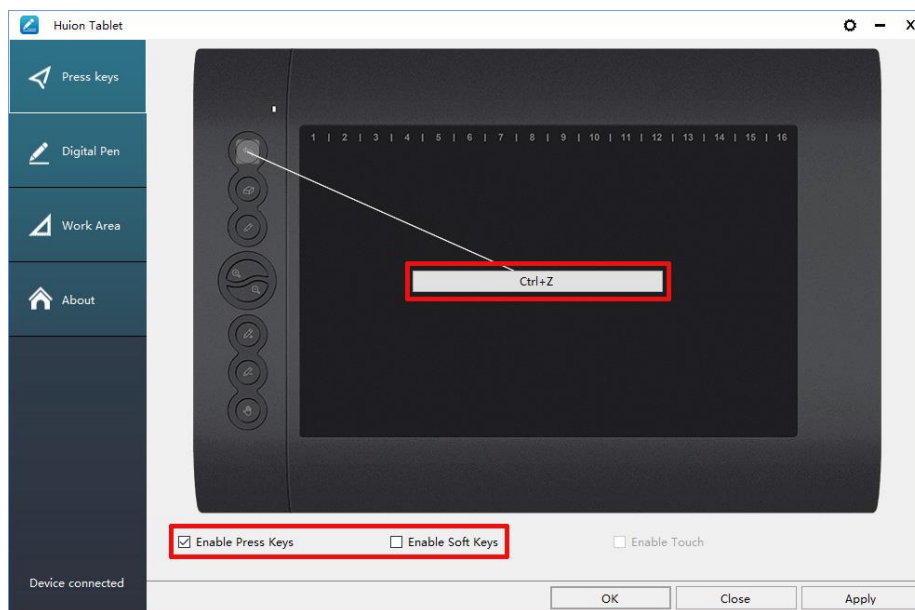 Huion Tablet
X
Press keys
Digital Pen
Work Area
About
1 | 2 | 3 | 4 | 5 | 6 | 7 | 8 | 9 | 10 | 11 | 12 | 13 | 14 | 15 | 16
Ctrl+Z
Enable Press Keys
Enable Soft Keys
Enable Touch
Device connected
OK
Close
Apply